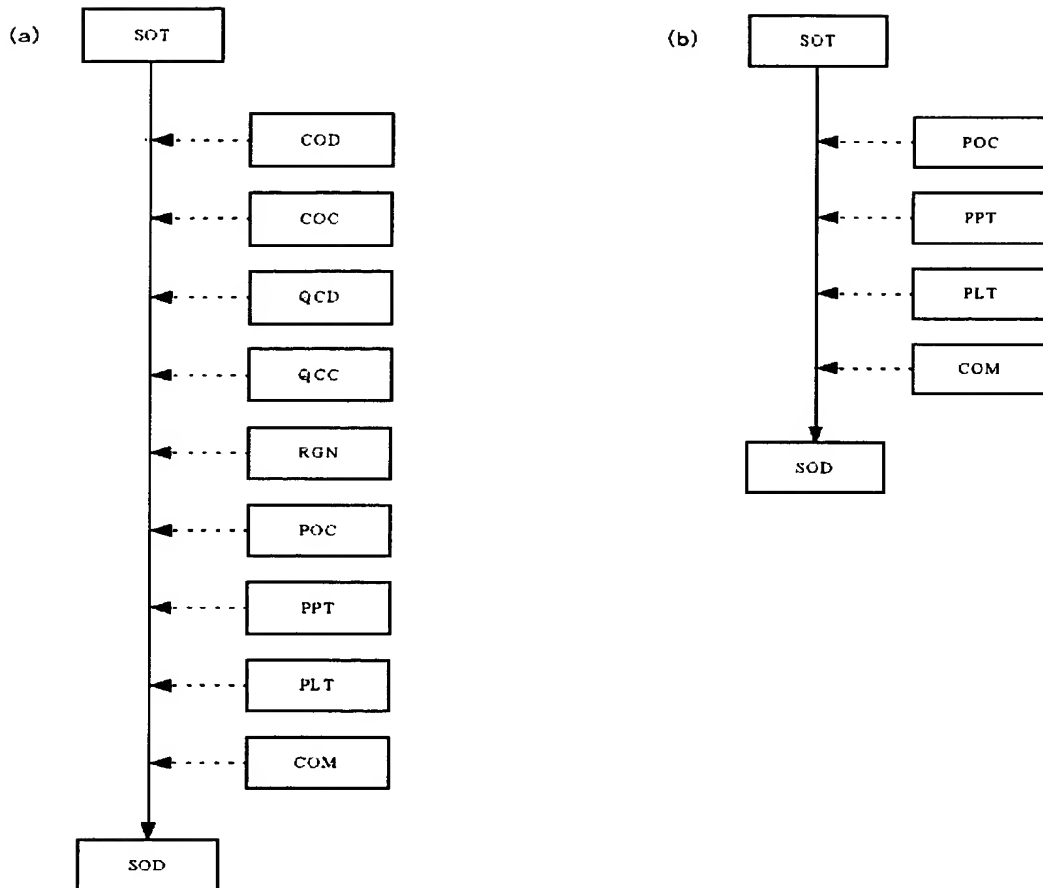 (a)
SOT
COD
COC
QCD
QCC
RGN
POC
PPT
PLT
COM
SOD
(b)
SOT
POC
PPT
PLT
COM
SOD